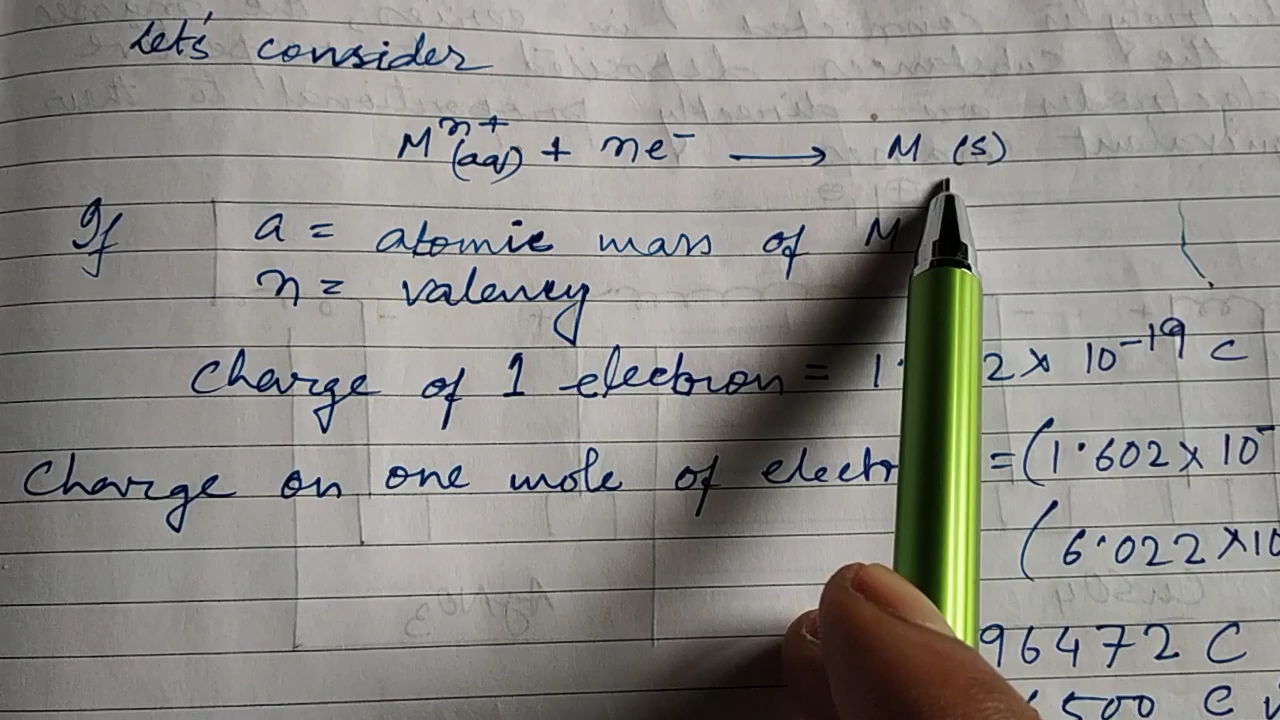 Let's consider
Mⁿ⁺(aq) + ne⁻ ⟶ M (s)
If a = atomic mass of M
n = valency
Charge of 1 electron = 1. 2 × 10⁻¹⁹ C
Charge on one mole of electr = (1.602 × 10⁻
(6.022 × 10
96472 C
500 C